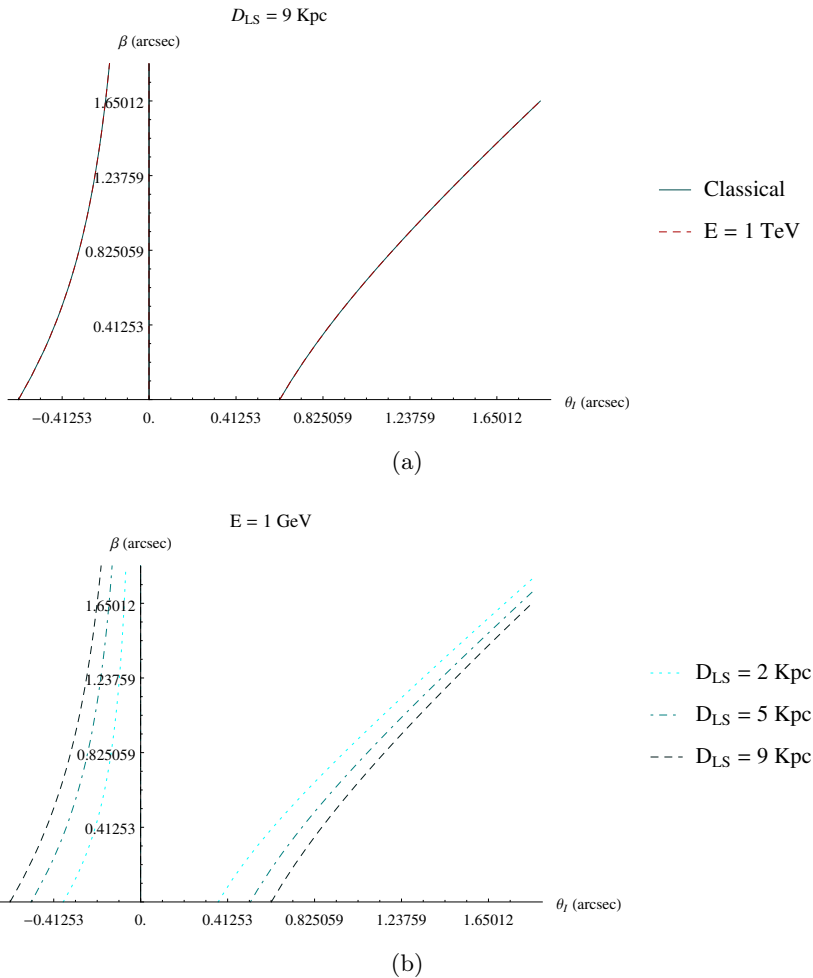 D_LS = 9 Kpc
β (arcsec)
1.65012
1.23759
0.825059
0.41253
−0.41253 0. 0.41253 0.825059 1.23759 1.65012
θ_I (arcsec)
Classical
E = 1 TeV
(a)
E = 1 GeV
β (arcsec)
1.65012
1.23759
0.825059
0.41253
−0.41253 0. 0.41253 0.825059 1.23759 1.65012
θ_I (arcsec)
D_LS = 2 Kpc
D_LS = 5 Kpc
D_LS = 9 Kpc
(b)